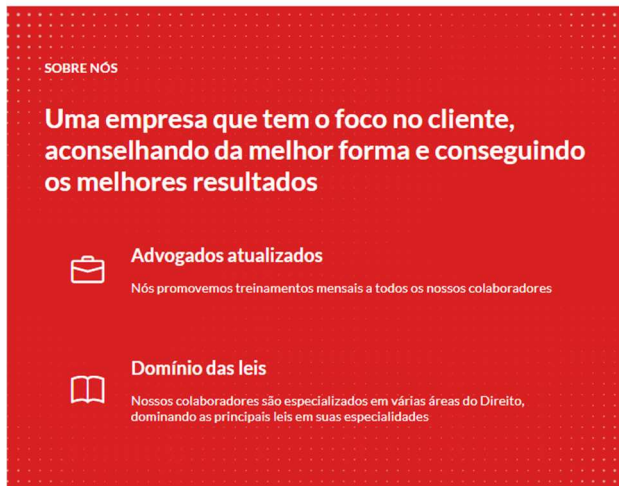 SOBRE NÓS
Uma empresa que tem o foco no cliente,
aconselhando da melhor forma e conseguindo
os melhores resultados
Advogados atualizados
Nós promovemos treinamentos mensais a todos os nossos colaboradores
Domínio das leis
Nossos colaboradores são especializados em várias áreas do Direito,
dominando as principais leis em suas especialidades